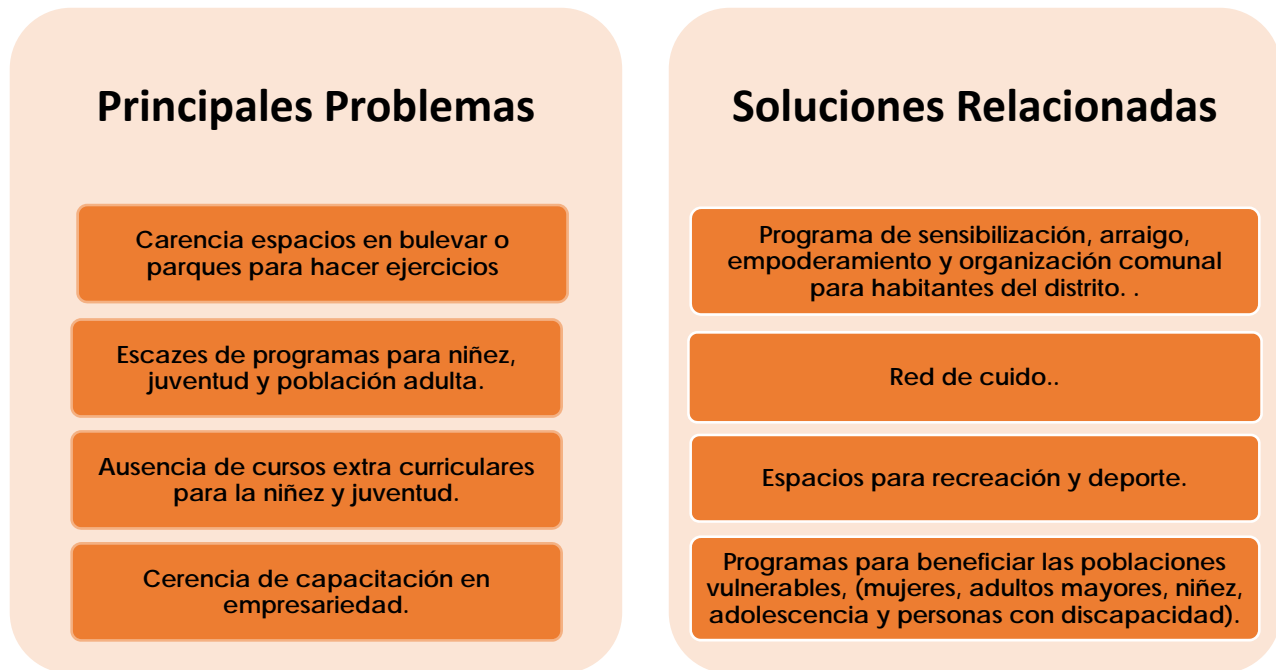 Principales Problemas
Carencia espacios en bulevar o
parques para hacer ejercicios
Escazes de programas para niñez,
juventud y población adulta.
Ausencia de cursos extra curriculares
para la niñez y juventud.
Cerencia de capacitación en
empresariedad.
Soluciones Relacionadas
Programa de sensibilización, arraigo,
empoderamiento y organización comunal
para habitantes del distrito. .
Red de cuido..
Espacios para recreación y deporte.
Programas para beneficiar las poblaciones
vulnerables, (mujeres, adultos mayores, niñez,
adolescencia y personas con discapacidad).